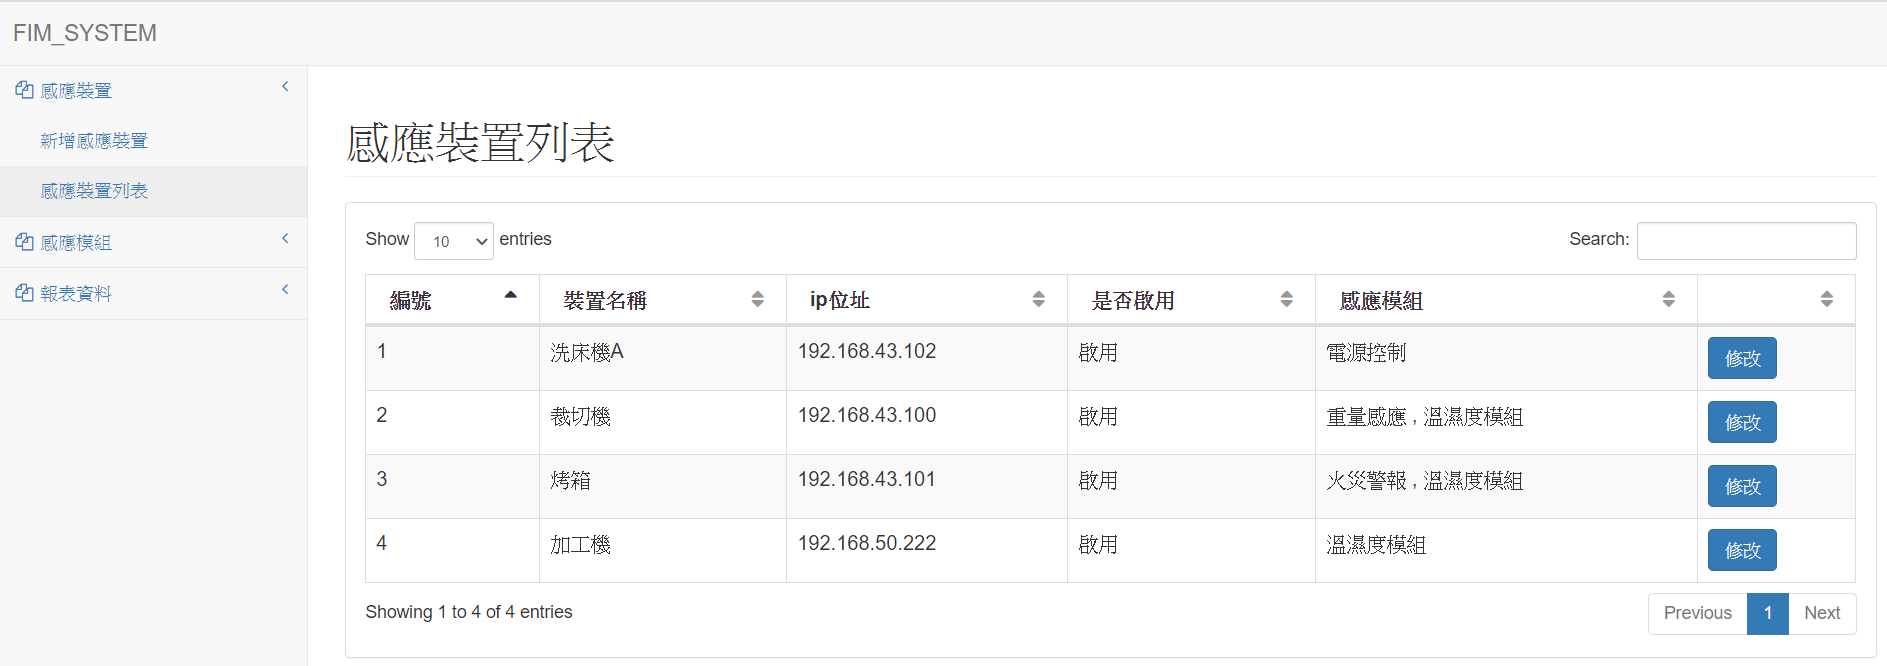 FIM_SYSTEM
感應裝置
新增感應裝置
感應裝置列表
感應模組
報表資料
感應裝置列表
Show 10 entries Search:
編號 裝置名稱 ip位址 是否啟用 感應模組
1 洗床機A 192.168.43.102 啟用 電源控制 修改
2 裁切機 192.168.43.100 啟用 重量感應 , 溫濕度模組 修改
3 烤箱 192.168.43.101 啟用 火災警報 , 溫濕度模組 修改
4 加工機 192.168.50.222 啟用 溫濕度模組 修改
Showing 1 to 4 of 4 entries Previous 1 Next